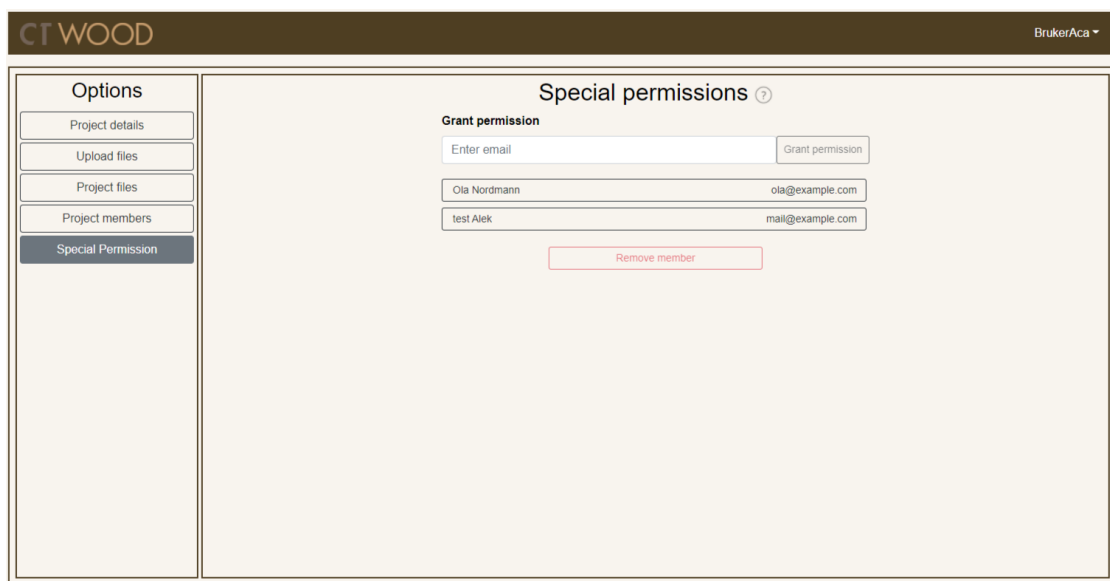 CT WOOD
BrukerAca
Options
Project details
Upload files
Project files
Project members
Special Permission
Special permissions ?
Grant permission
Enter email
Grant permission
Ola Nordmann ola@example.com
test Alek mail@example.com
Remove member